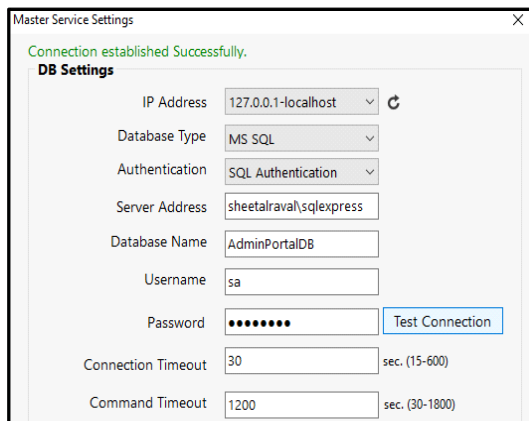 Master Service Settings
Connection established Successfully.
DB Settings
IP Address 127.0.0.1-localhost
Database Type MS SQL
Authentication SQL Authentication
Server Address sheetalraval\sqlexpress
Database Name AdminPortalDB
Username sa
Password ●●●●●●●● Test Connection
Connection Timeout 30 sec. (15-600)
Command Timeout 1200 sec. (30-1800)